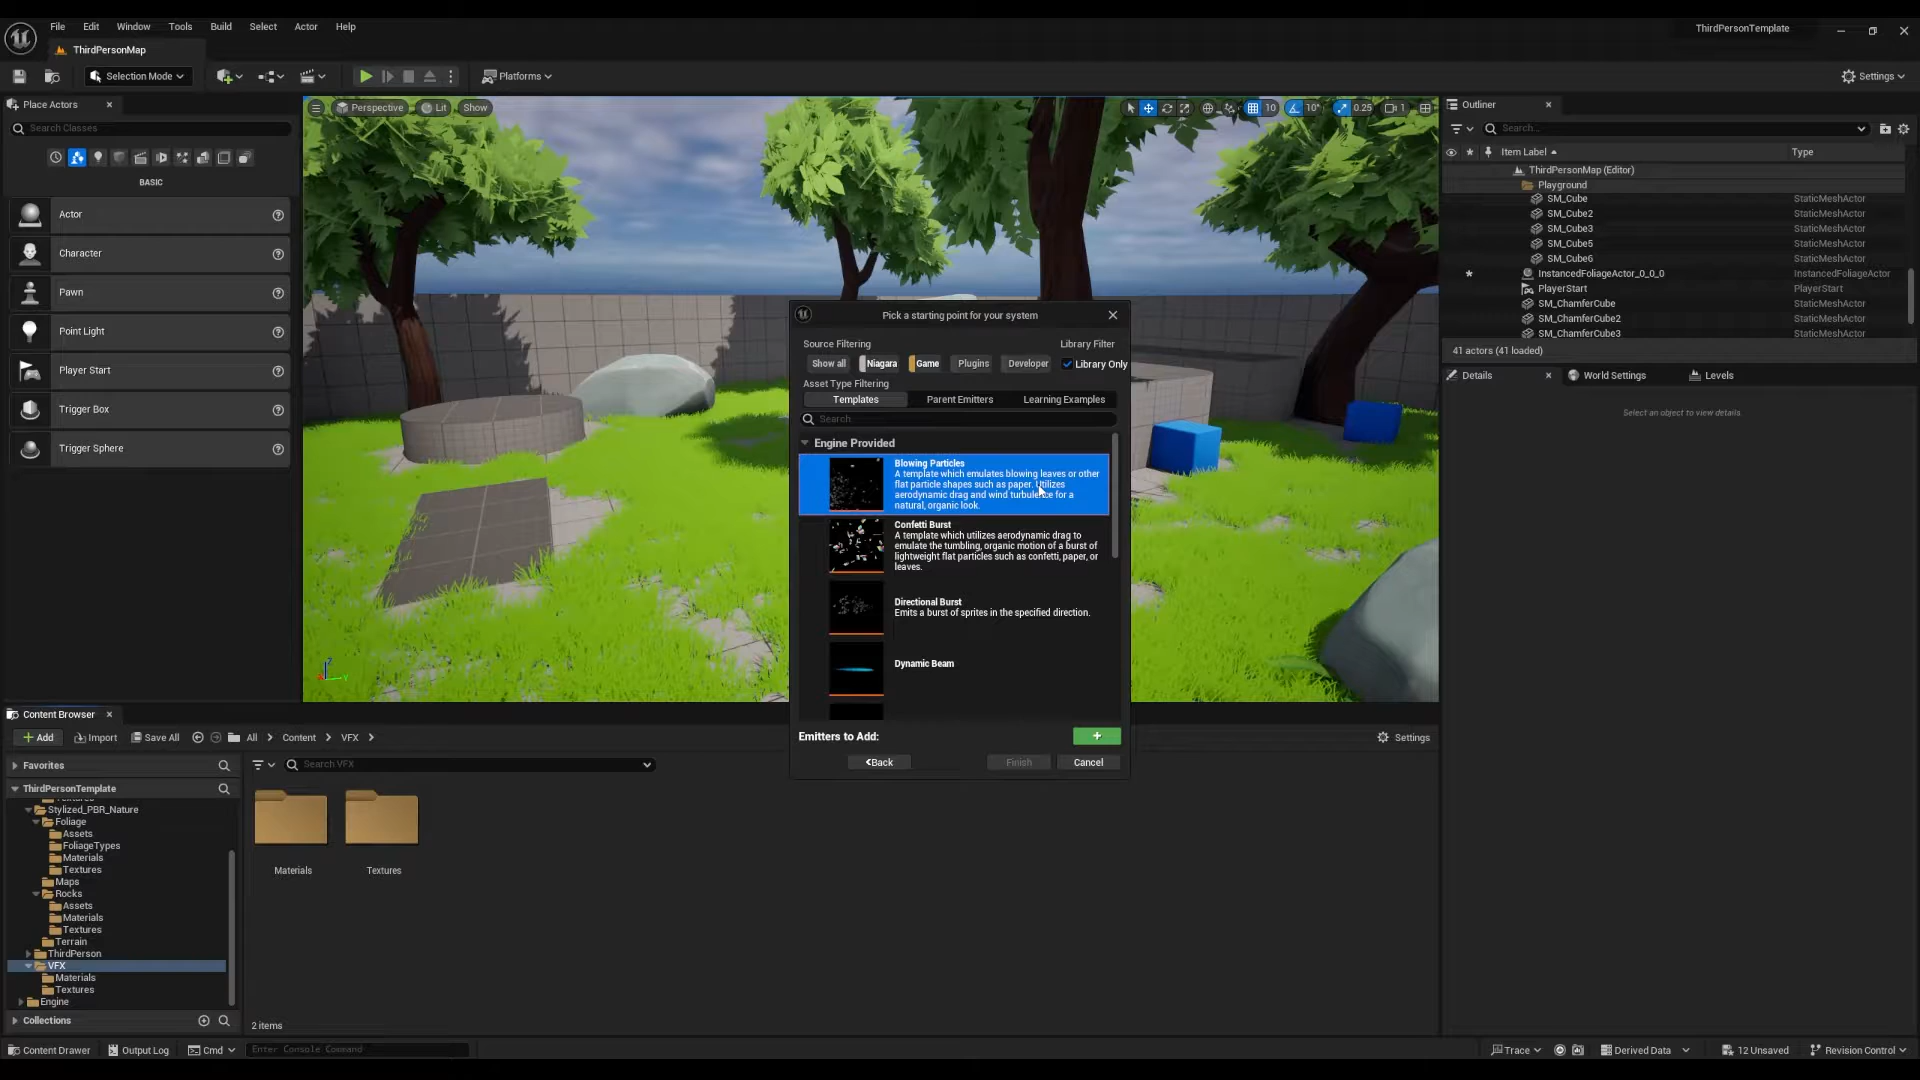 File Edit Window Tools Build Select Actor Help
ThirdPersonTemplate
ThirdPersonMap
Selection Mode
Platforms
Settings
Place Actors
Search Classes
BASIC
Actor
Character
Pawn
Point Light
Player Start
Trigger Box
Trigger Sphere
Perspective Lit Show
10 10° 0.25 1
Outliner
Search...
Item Label Type
ThirdPersonMap (Editor)
Playground
SM_Cube StaticMeshActor
SM_Cube2 StaticMeshActor
SM_Cube3 StaticMeshActor
SM_Cube5 StaticMeshActor
SM_Cube6 StaticMeshActor
InstancedFoliageActor_0_0_0 InstancedFoliageActor
PlayerStart PlayerStart
SM_ChamferCube StaticMeshActor
SM_ChamferCube2 StaticMeshActor
SM_ChamferCube3 StaticMeshActor
41 actors (41 loaded)
Details World Settings Levels
Select an object to view details.
Pick a starting point for your system
Source Filtering Library Filter
Show all Niagara Game Plugins Developer Library Only
Asset Type Filtering
Templates Parent Emitters Learning Examples
Search
Engine Provided
Blowing Particles
A template which emulates blowing leaves or other
flat particle shapes such as paper. Utilizes
aerodynamic drag and wind turbulence for a
natural, organic look.
Confetti Burst
A template which utilizes aerodynamic drag to
emulate the tumbling, organic motion of a burst of
lightweight flat particles such as confetti, paper, or
leaves.
Directional Burst
Emits a burst of sprites in the specified direction.
Dynamic Beam
Emitters to Add: +
<Back Finish Cancel
Content Browser
Add Import Save All All Content VFX Settings
Favorites
ThirdPersonTemplate
Textures
Stylized_PBR_Nature
Foliage
Assets
FoliageTypes
Materials
Textures
Maps
Rocks
Assets
Materials
Textures
Terrain
ThirdPerson
VFX
Materials
Textures
Engine
Collections
Search VFX
Materials Textures
2 items
Content Drawer Output Log Cmd Enter Console Command
Trace Derived Data 12 Unsaved Revision Control